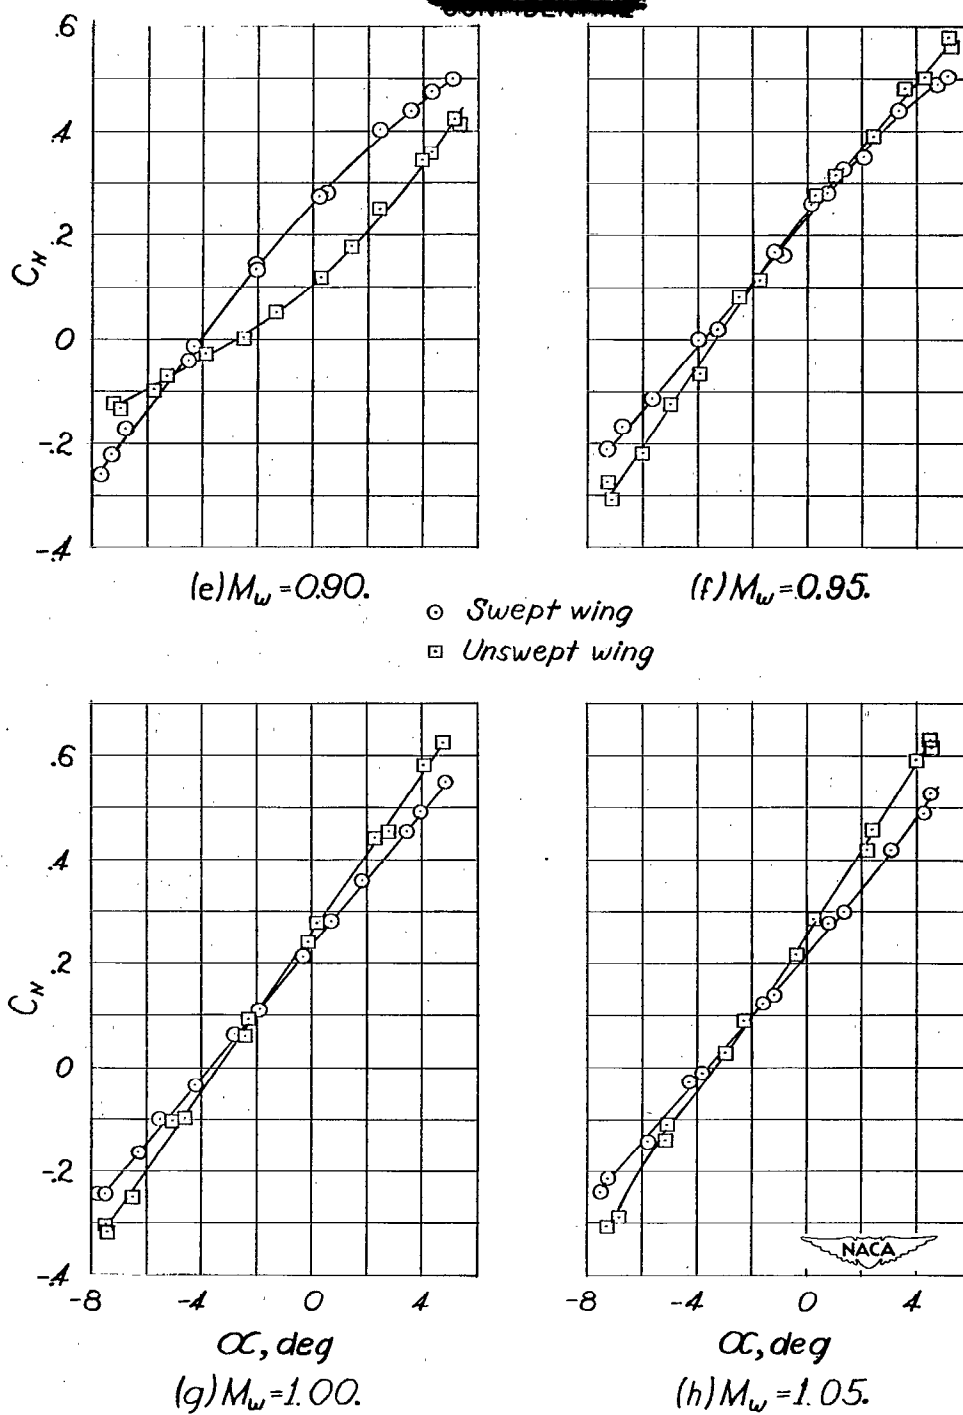 CONFIDENTIAL
.6
.4
.2
0
-.2
-.4
C_N
(e) M_w = 0.90.
(f) M_w = 0.95.
⊙ Swept wing
⊡ Unswept wing
.6
.4
.2
0
-.2
-.4
C_N
-8 -4 0 4
-8 -4 0 4
α, deg
α, deg
NACA
(g) M_w = 1.00.
(h) M_w = 1.05.